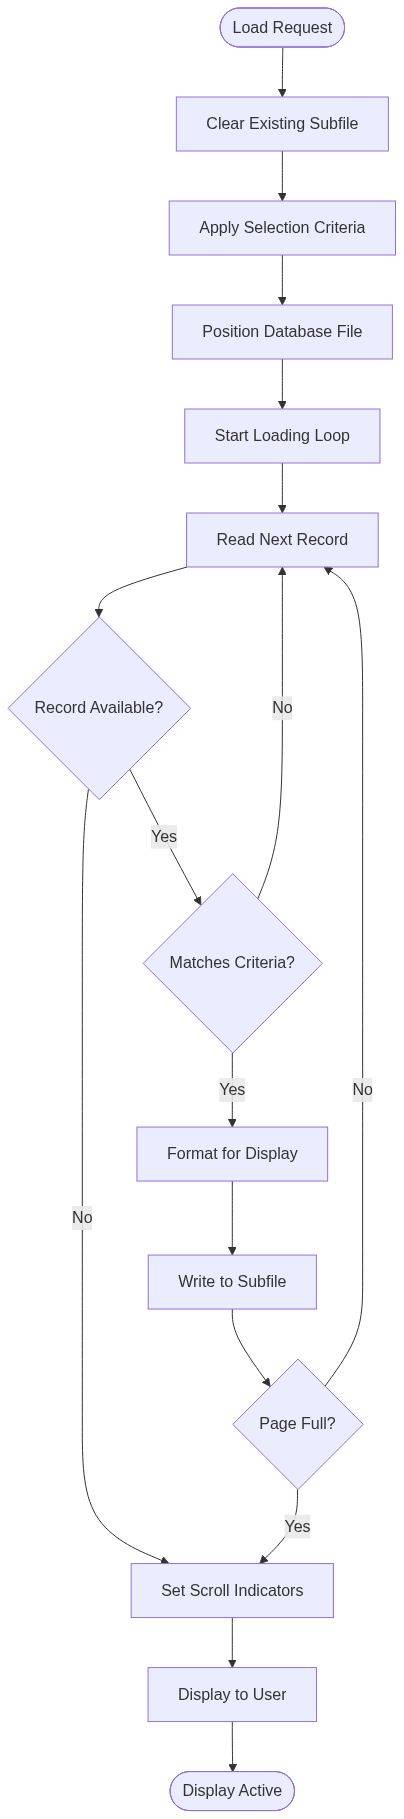 Load Request
Clear Existing Subfile
Apply Selection Criteria
Position Database File
Start Loading Loop
Read Next Record
Record Available?
No
Yes
Matches Criteria?
Yes
No
Format for Display
No
Write to Subfile
Page Full?
Yes
Set Scroll Indicators
Display to User
Display Active